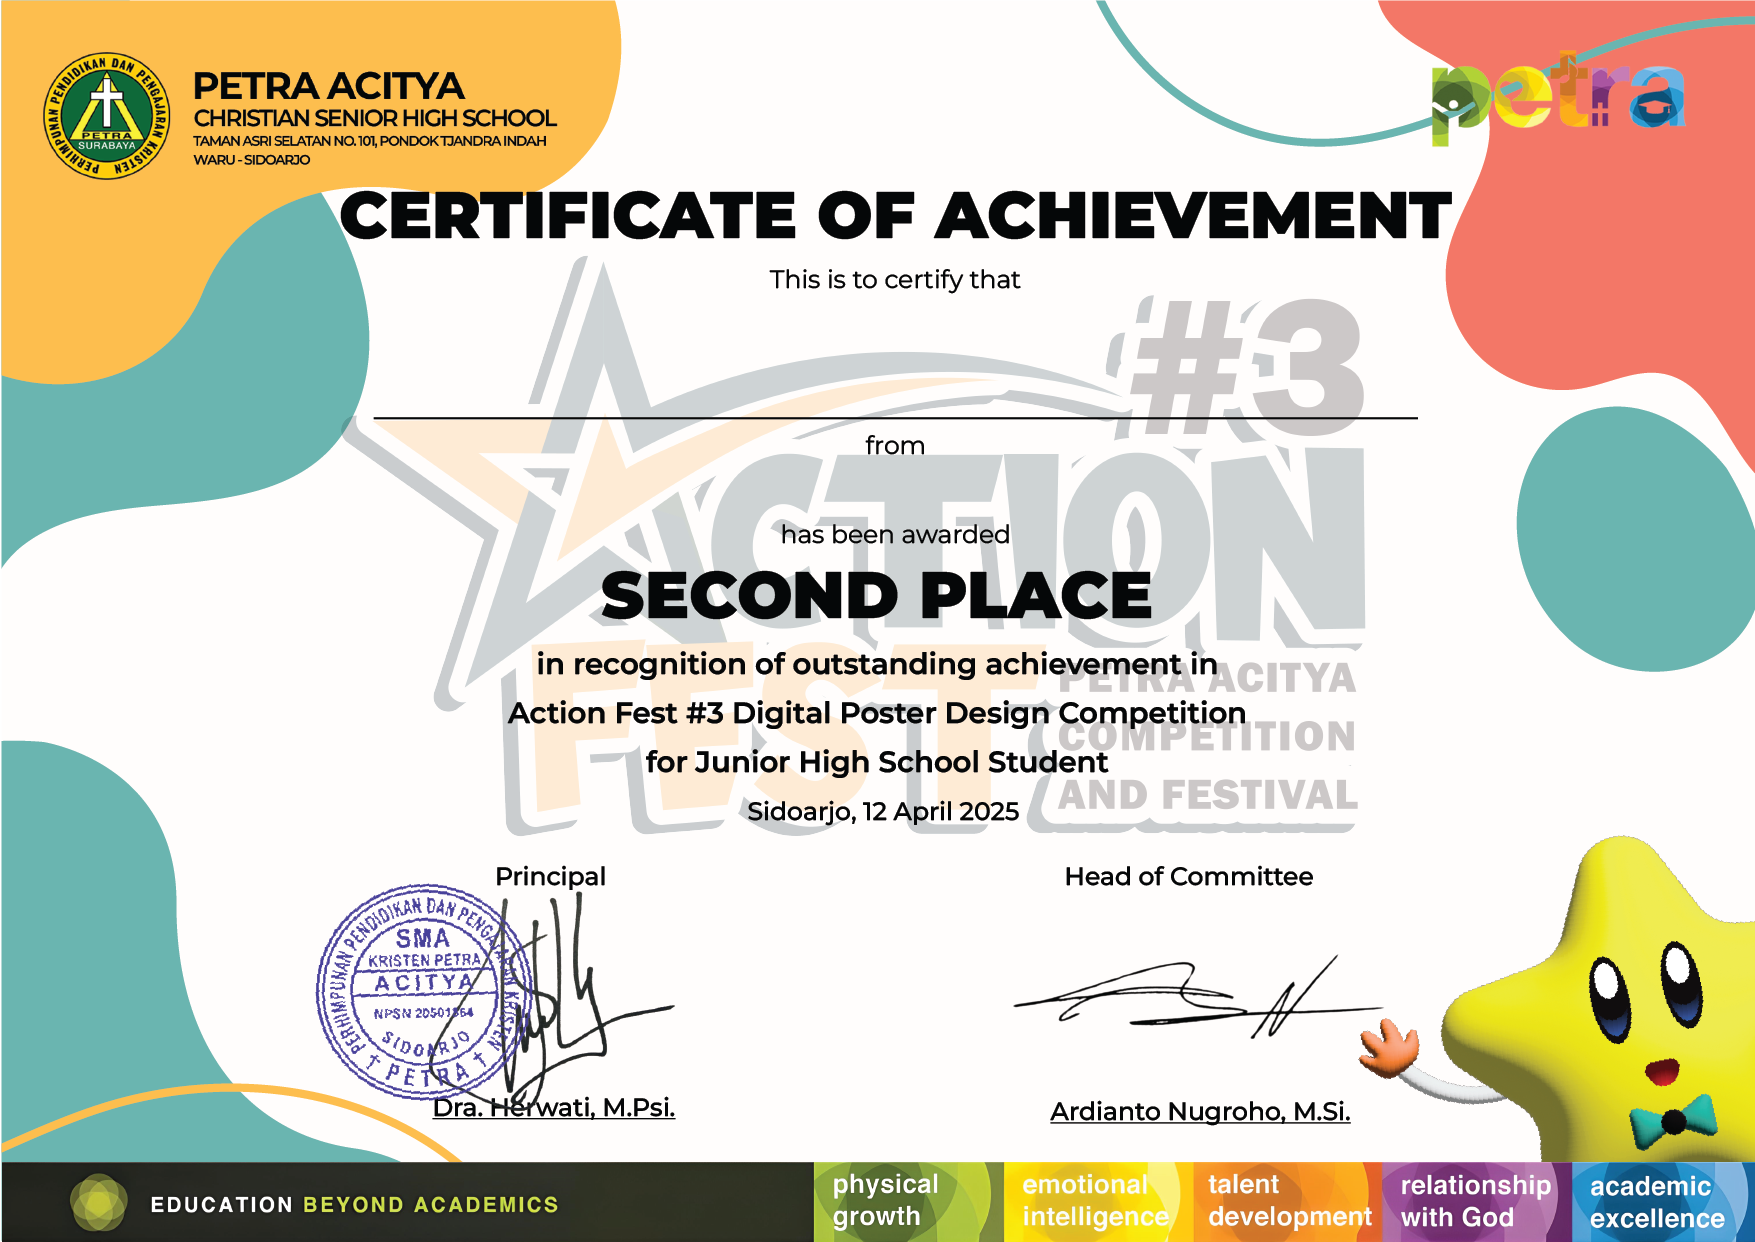 PERHIMPUNAN PENDIDIKAN DAN PENGAJARAN KRISTEN
PETRA
SURABAYA
PETRA ACITYA
CHRISTIAN SENIOR HIGH SCHOOL
TAMAN ASRI SELATAN NO. 101, PONDOK TJANDRA INDAH
WARU - SIDOARJO
petra
CERTIFICATE OF ACHIEVEMENT
This is to certify that
#3
from
ACTION
has been awarded
SECOND PLACE
FEST
in recognition of outstanding achievement in
PETRA ACITYA
Action Fest #3 Digital Poster Design Competition
COMPETITION
for Junior High School Student
AND FESTIVAL
Sidoarjo, 12 April 2025
Principal
Head of Committee
PERHIMPUNAN PENDIDIKAN DAN PENGAJARAN KRISTEN
SMA
KRISTEN PETRA
ACITYA
NPSN
SIDOARJO
† PETRA †
Dra. Herwati, M.Psi.
Ardianto Nugroho, M.Si.
EDUCATION BEYOND ACADEMICS
physical
growth
emotional
intelligence
talent
development
relationship
with God
academic
excellence